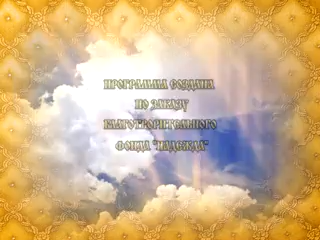 ПРОГРАММА СОЗДАНА
ПО ЗАКАЗУ
БЛАГОТВОРИТЕЛЬНОГО
ФОНДА "НАДЕЖДА"